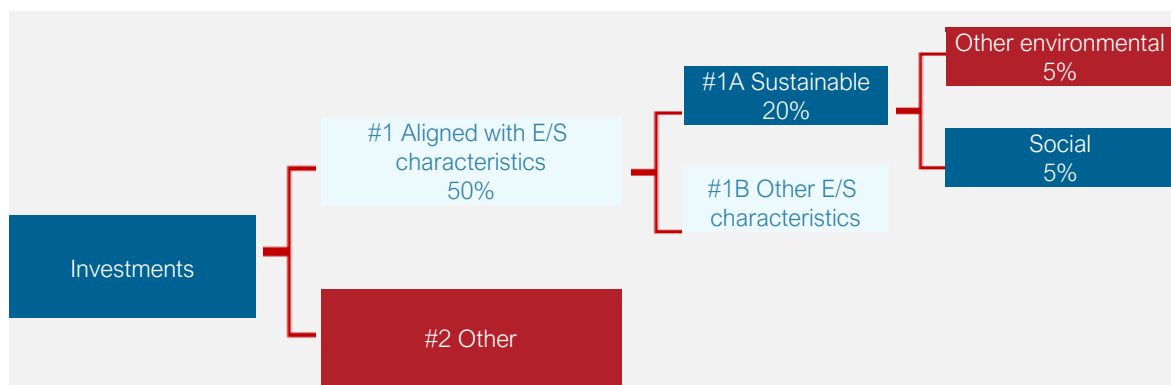 Investments
#1 Aligned with E/S
characteristics
50%
#2 Other
#1A Sustainable
20%
#1B Other E/S
characteristics
Other environmental
5%
Social
5%